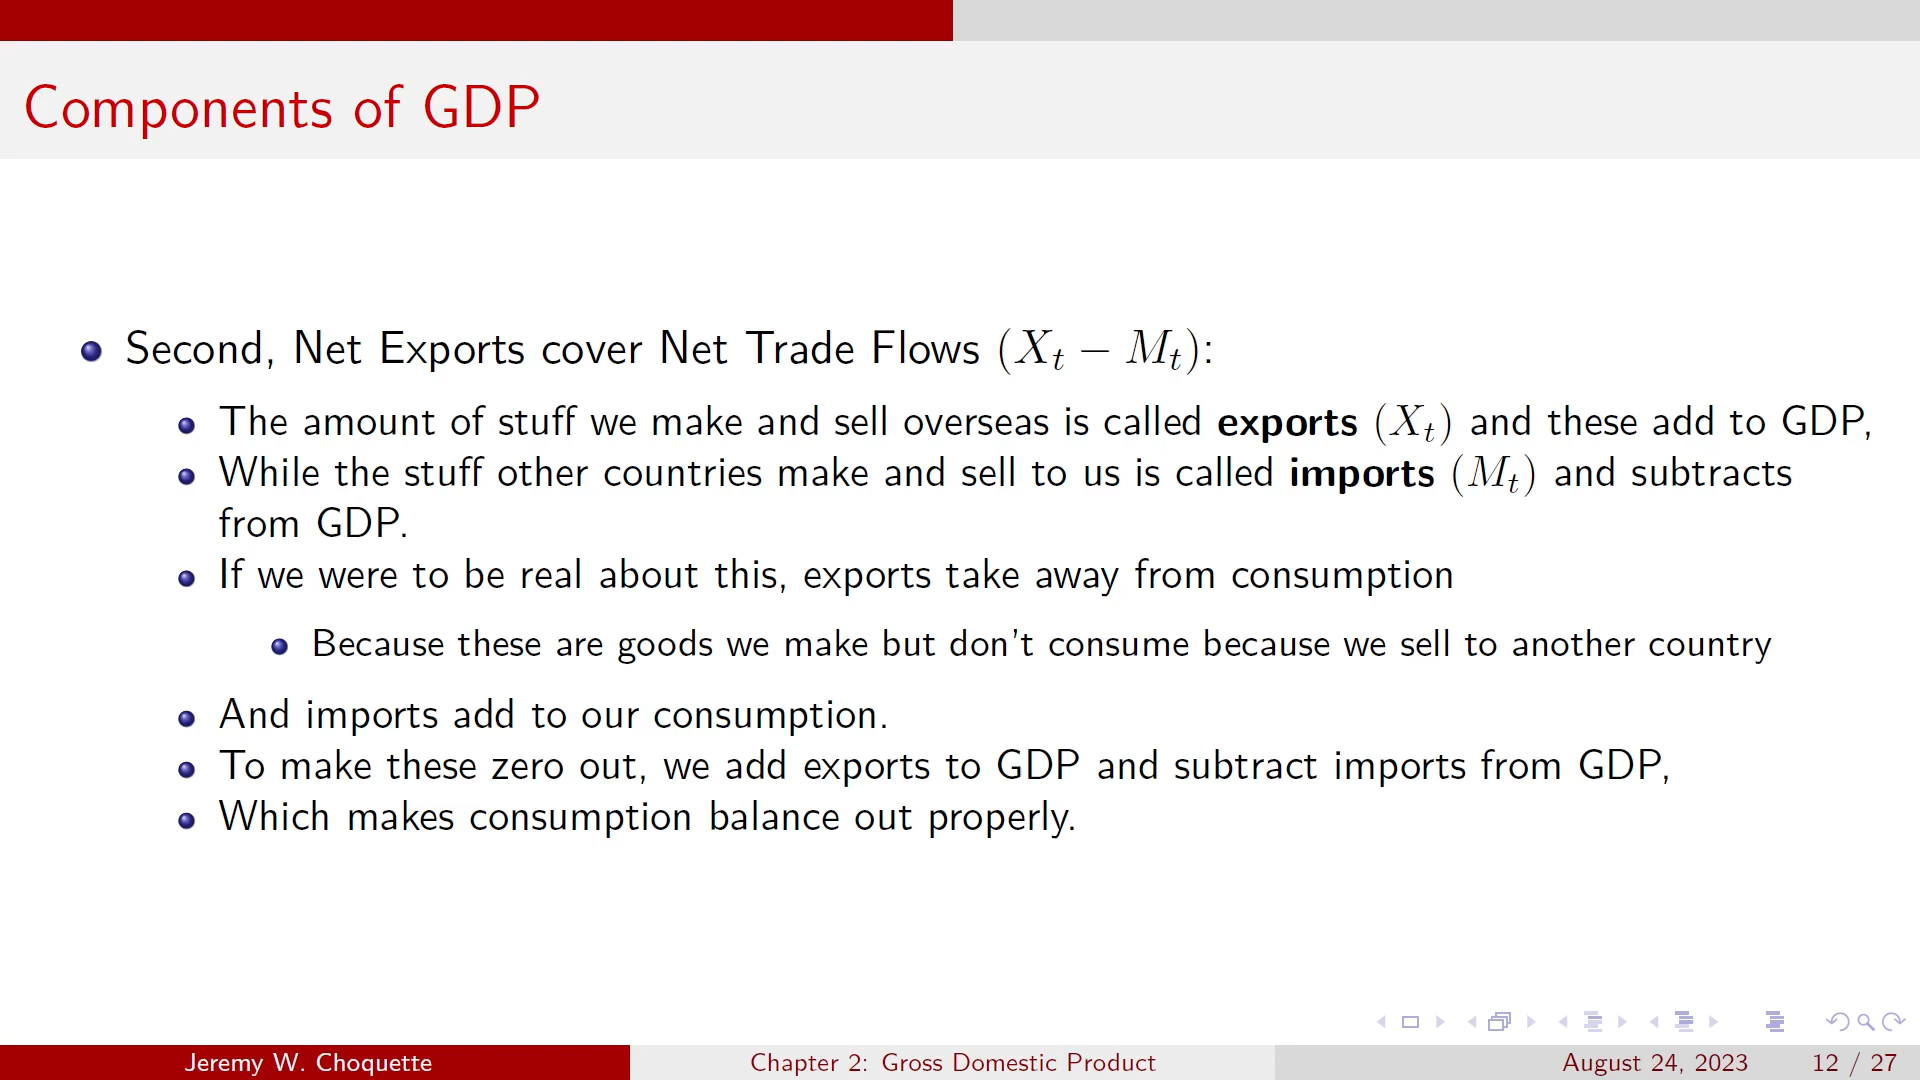 Components of GDP
Second, Net Exports cover Net Trade Flows (Xₜ − Mₜ):
The amount of stuff we make and sell overseas is called exports (Xₜ) and these add to GDP,
While the stuff other countries make and sell to us is called imports (Mₜ) and subtracts
from GDP.
If we were to be real about this, exports take away from consumption
Because these are goods we make but don't consume because we sell to another country
And imports add to our consumption.
To make these zero out, we add exports to GDP and subtract imports from GDP,
Which makes consumption balance out properly.
Jeremy W. Choquette
Chapter 2: Gross Domestic Product
August 24, 2023
12 / 27